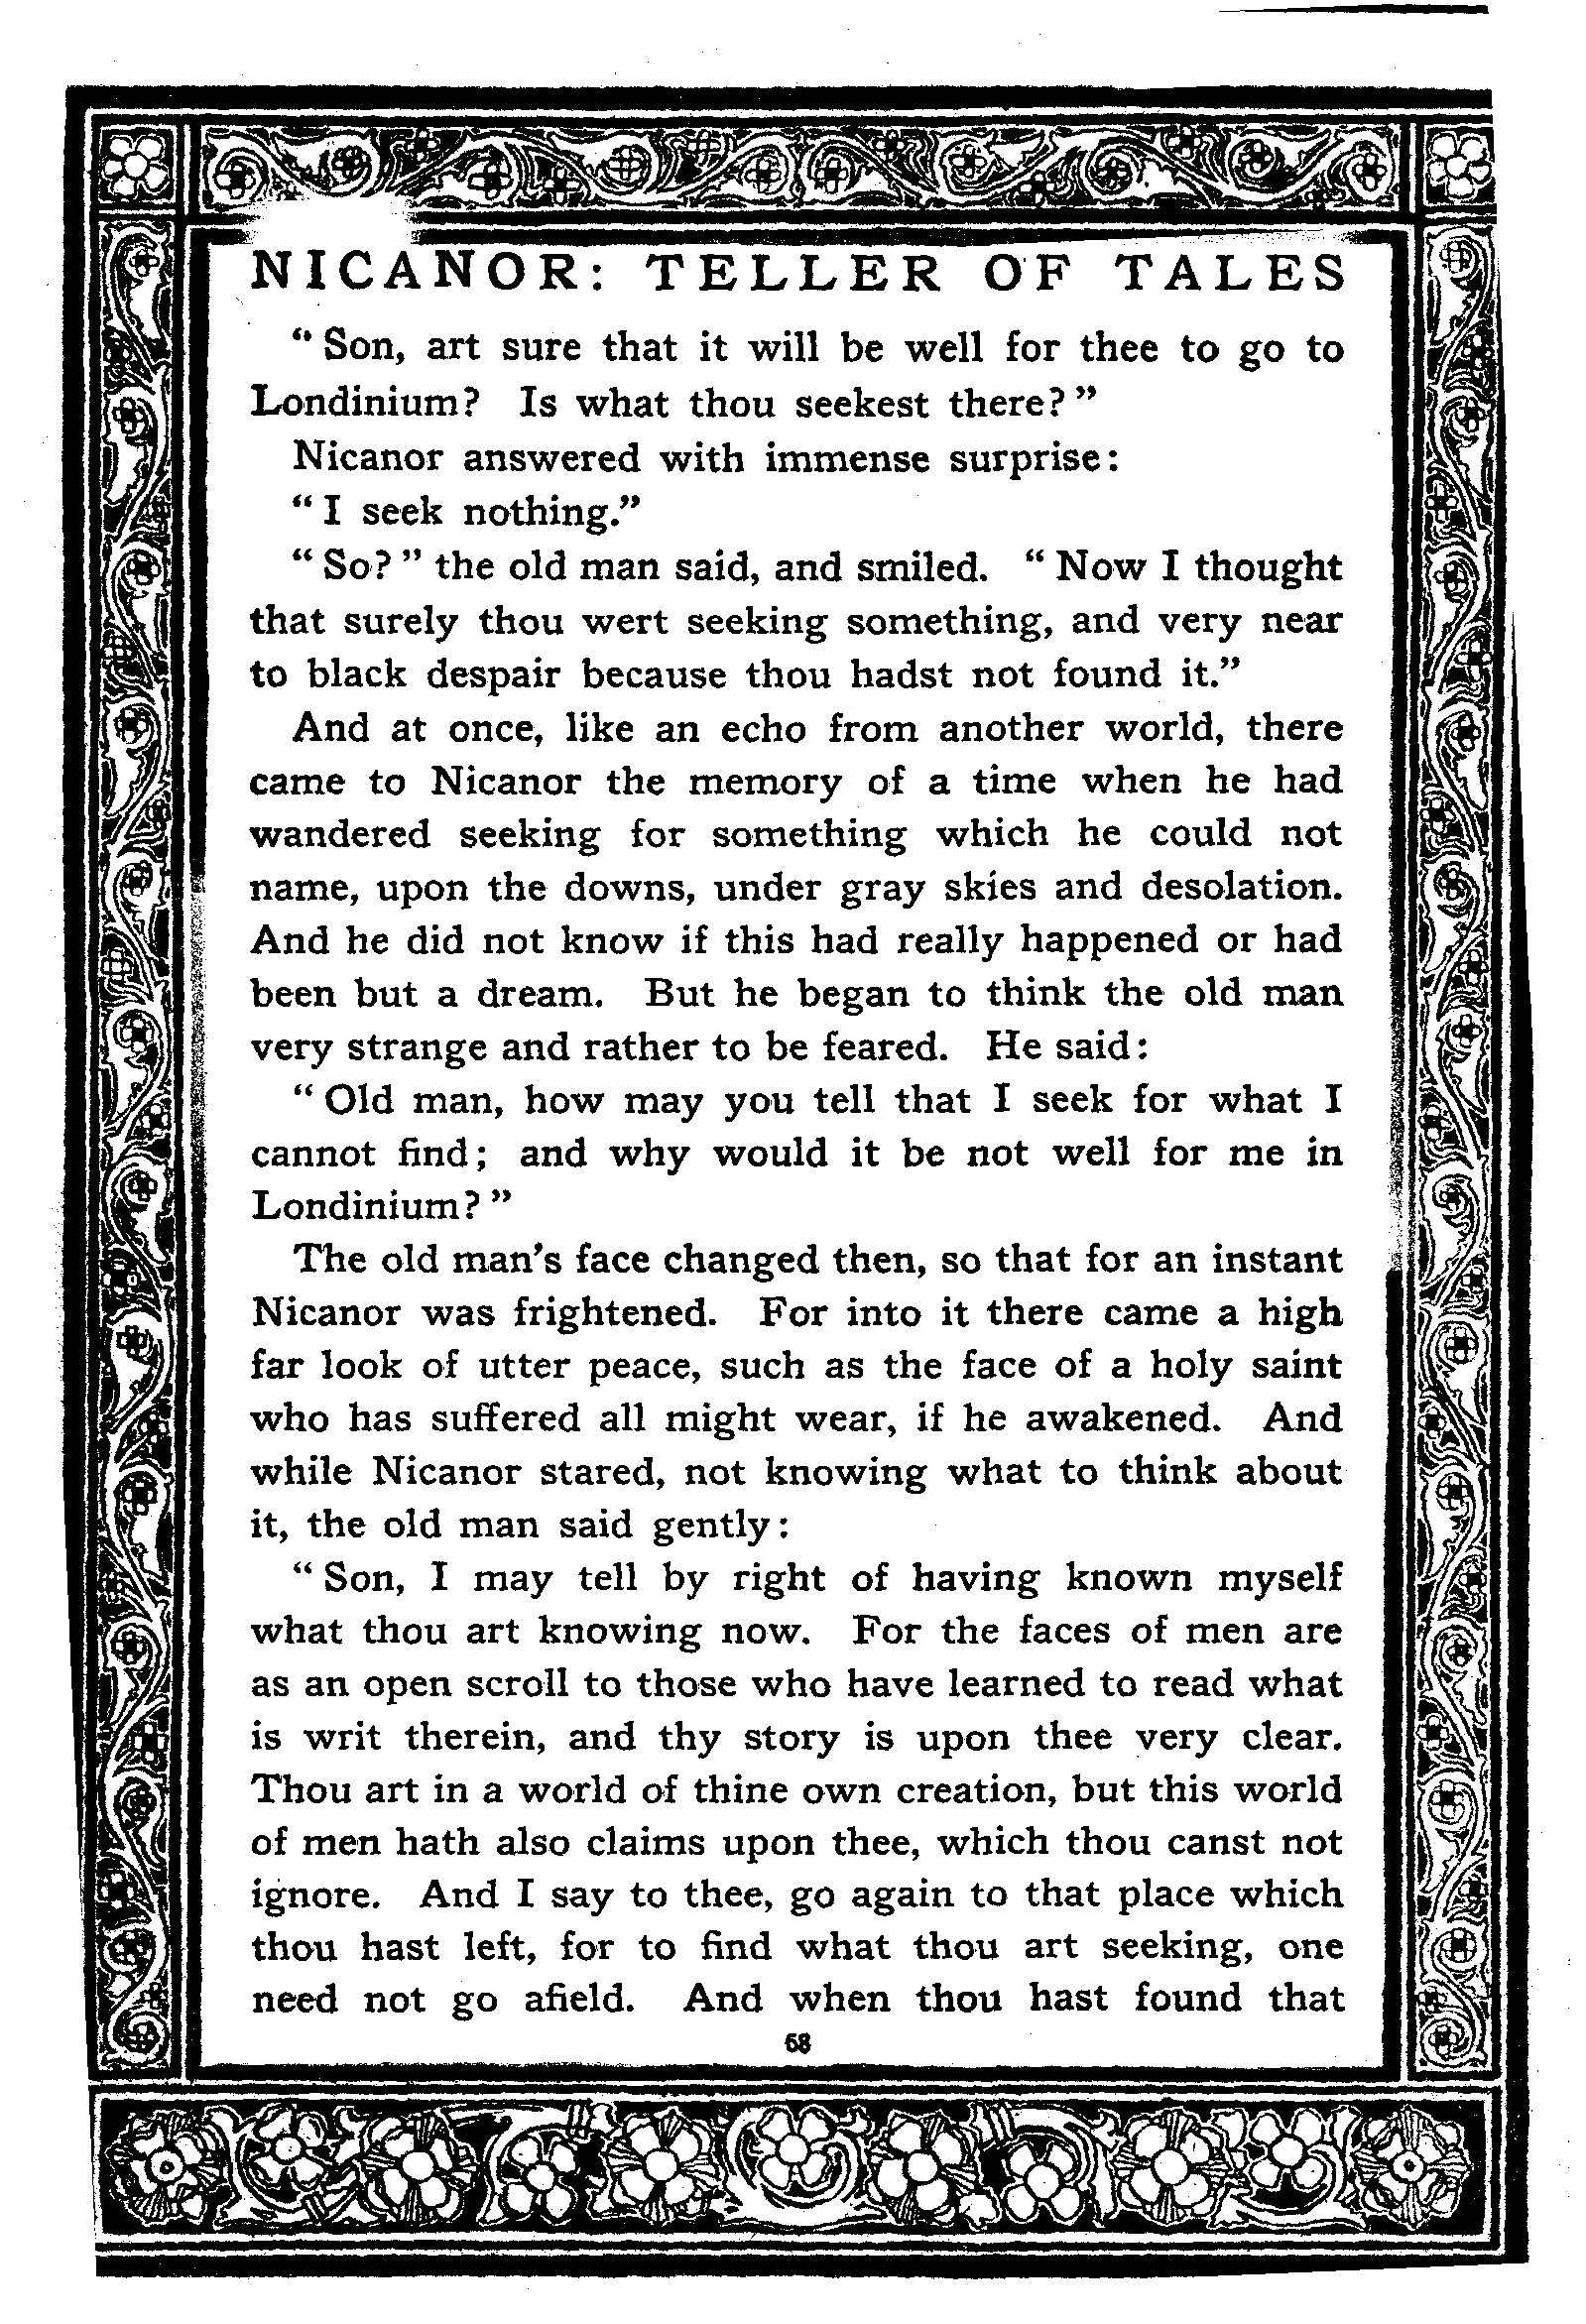 NICANOR: TELLER OF TALES
“Son, art sure that it will be well for thee to go to
Londinium? Is what thou seekest there?”
Nicanor answered with immense surprise:
“I seek nothing.”
“So?” the old man said, and smiled. “Now I thought
that surely thou wert seeking something, and very near
to black despair because thou hadst not found it.”
And at once, like an echo from another world, there
came to Nicanor the memory of a time when he had
wandered seeking for something which he could not
name, upon the downs, under gray skies and desolation.
And he did not know if this had really happened or had
been but a dream. But he began to think the old man
very strange and rather to be feared. He said:
“Old man, how may you tell that I seek for what I
cannot find; and why would it be not well for me in
Londinium?”
The old man’s face changed then, so that for an instant
Nicanor was frightened. For into it there came a high
far look of utter peace, such as the face of a holy saint
who has suffered all might wear, if he awakened. And
while Nicanor stared, not knowing what to think about
it, the old man said gently:
“Son, I may tell by right of having known myself
what thou art knowing now. For the faces of men are
as an open scroll to those who have learned to read what
is writ therein, and thy story is upon thee very clear.
Thou art in a world of thine own creation, but this world
of men hath also claims upon thee, which thou canst not
ignore. And I say to thee, go again to that place which
thou hast left, for to find what thou art seeking, one
need not go afield. And when thou hast found that
68